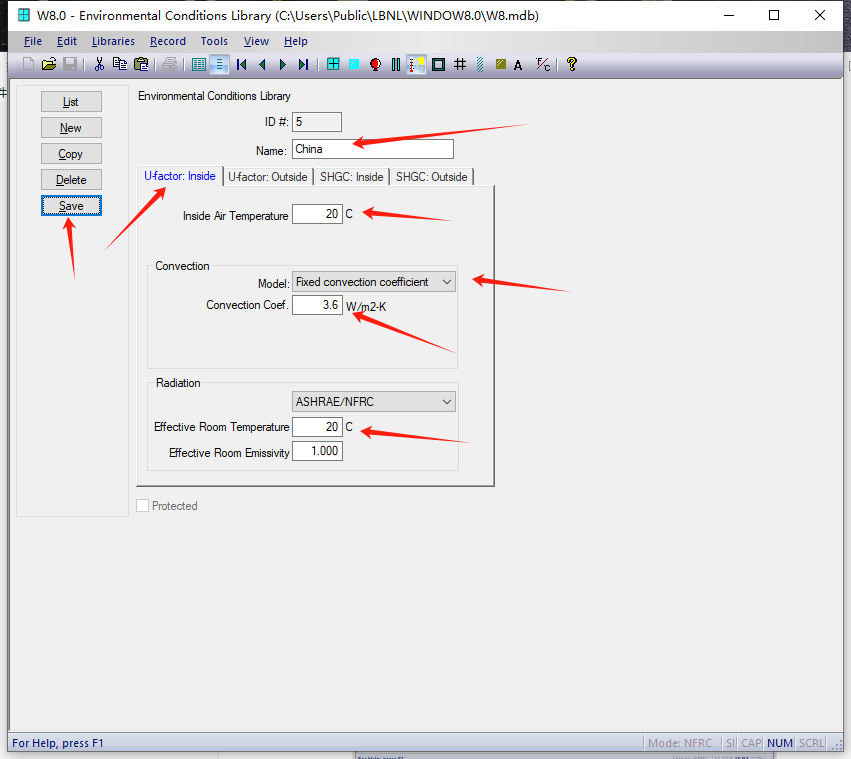 W8.0 - Environmental Conditions Library (C:\Users\Public\LBNL\WINDOW8.0\W8.mdb)
File Edit Libraries Record Tools View Help
A °F/C ?
List
New
Copy
Delete
Save
Environmental Conditions Library
ID #: 5
Name: China
U-factor: Inside U-factor: Outside SHGC: Inside SHGC: Outside
Inside Air Temperature 20 C
Convection
Model: Fixed convection coefficient
Convection Coef. 3.6 W/m2-K
Radiation
ASHRAE/NFRC
Effective Room Temperature 20 C
Effective Room Emissivity 1.000
Protected
For Help, press F1 Mode: NFRC SI CAP NUM SCRL